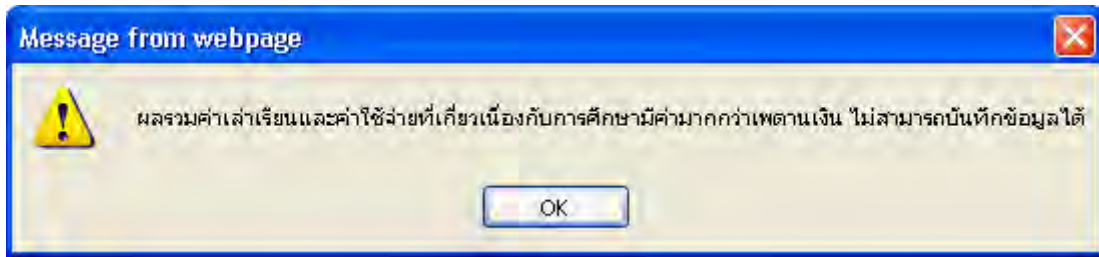 Message from webpage
ผลรวมค่าเล่าเรียนและค่าใช้จ่ายที่เกี่ยวเนื่องกับการศึกษามีค่ามากกว่าเพดานเงิน ไม่สามารถบันทึกข้อมูลได้
OK